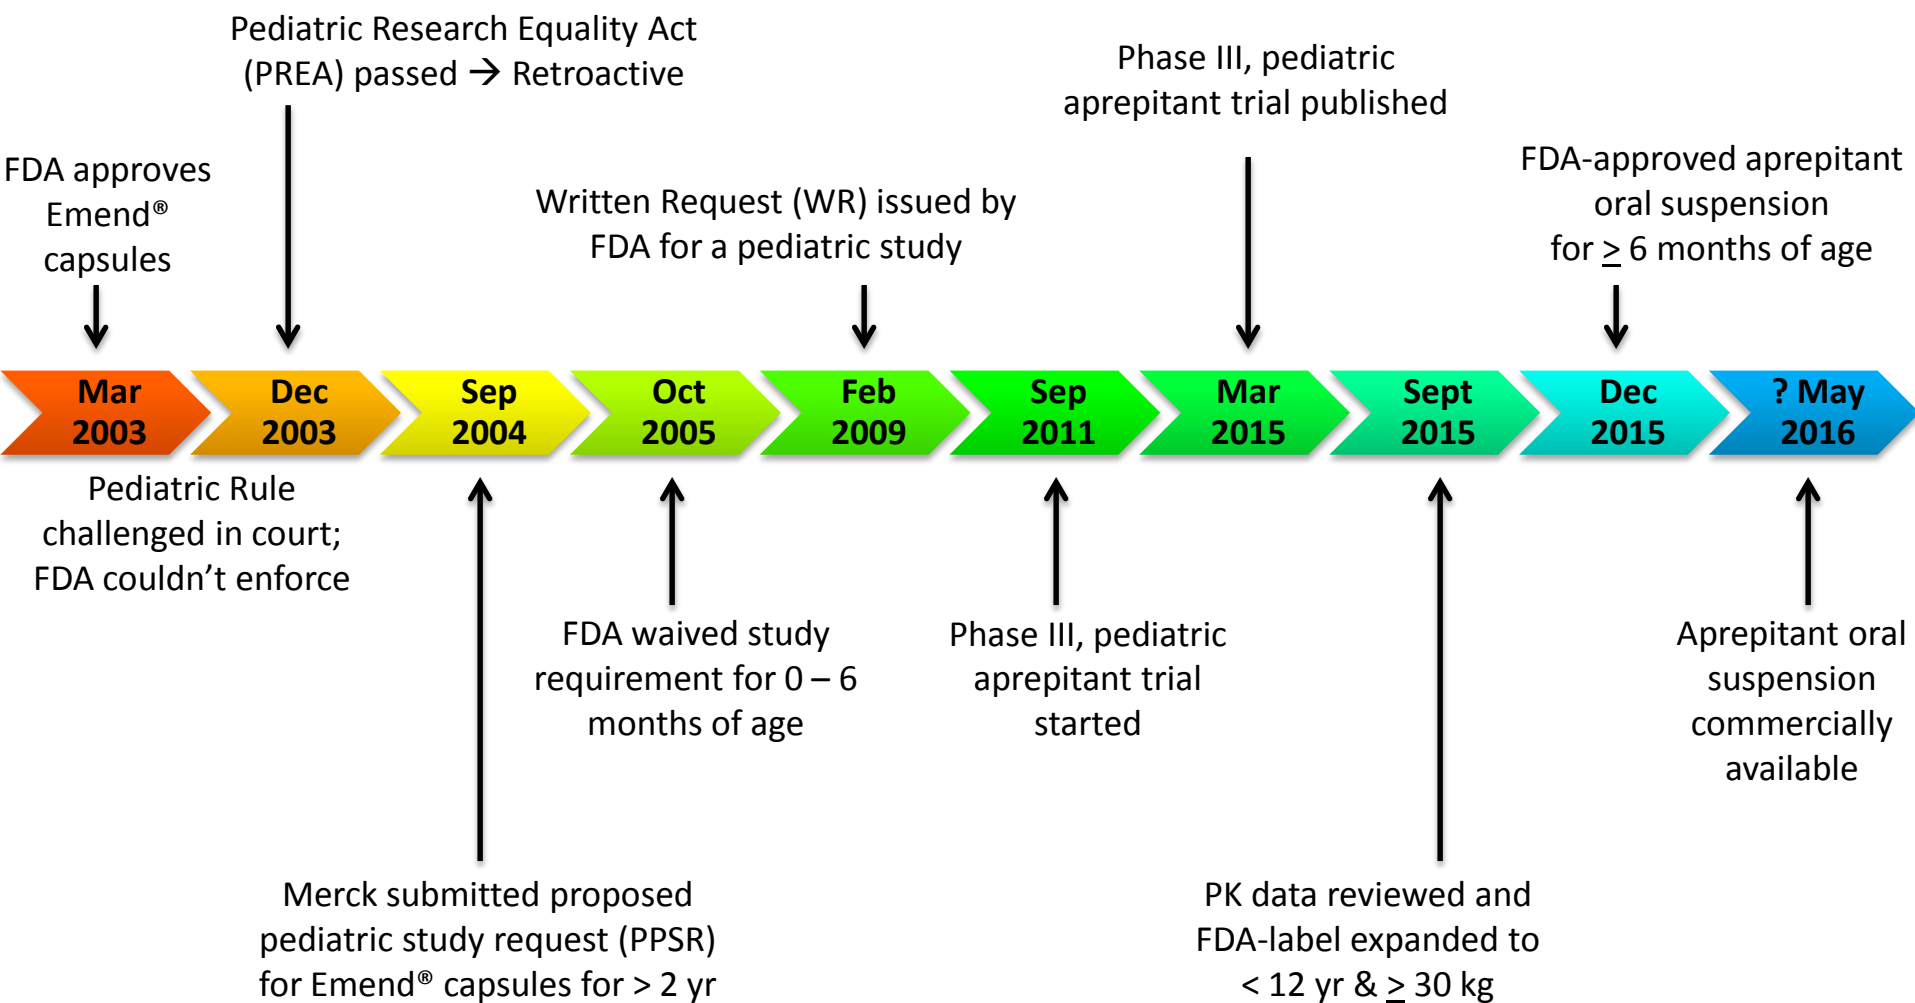 Pediatric Research Equality Act
(PREA) passed → Retroactive
Phase III, pediatric
aprepitant trial published
FDA approves
Emend®
capsules
Written Request (WR) issued by
FDA for a pediatric study
FDA-approved aprepitant
oral suspension
for ≥ 6 months of age
Mar
2003
Dec
2003
Sep
2004
Oct
2005
Feb
2009
Sep
2011
Mar
2015
Sept
2015
Dec
2015
? May
2016
Pediatric Rule
challenged in court;
FDA couldn’t enforce
FDA waived study
requirement for 0 – 6
months of age
Phase III, pediatric
aprepitant trial
started
Aprepitant oral
suspension
commercially
available
Merck submitted proposed
pediatric study request (PPSR)
for Emend® capsules for > 2 yr
PK data reviewed and
FDA-label expanded to
< 12 yr & ≥ 30 kg